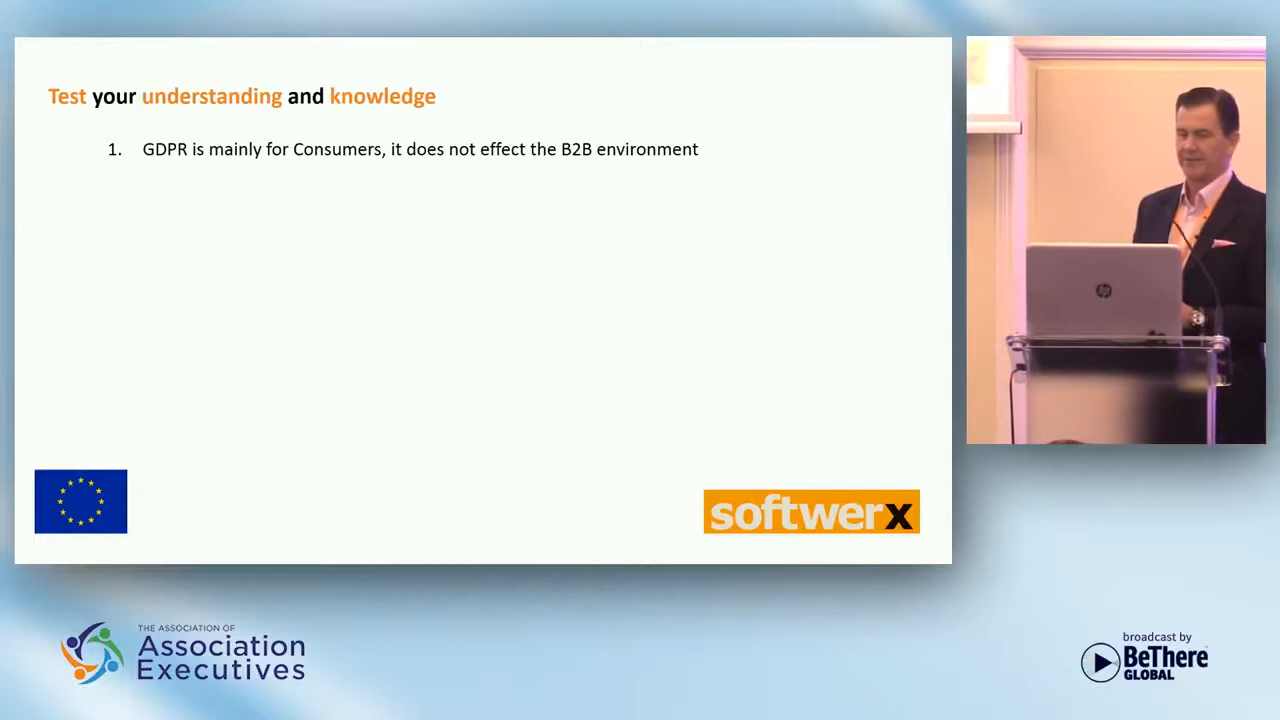 Test your understanding and knowledge
1. GDPR is mainly for Consumers, it does not effect the B2B environment
hp
softwerx
THE ASSOCIATION OF
Association
Executives
broadcast by
BeThere
GLOBAL